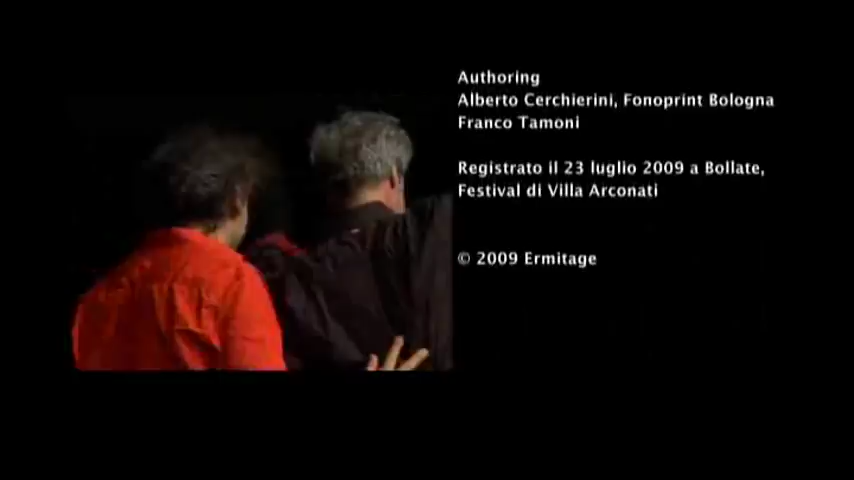 Authoring
Alberto Cerchierini, Fonoprint Bologna
Franco Tamoni
Registrato il 23 luglio 2009 a Bollate,
Festival di Villa Arconati
© 2009 Ermitage